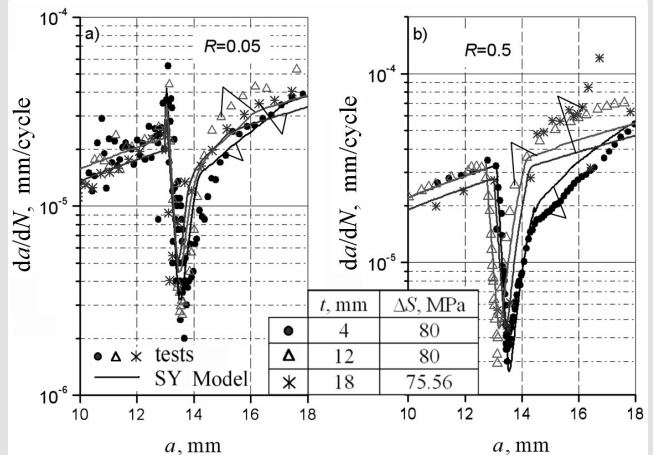 a)
R=0.05
10⁻⁴
10⁻⁵
10⁻⁶
da/dN, mm/cycle
tests
SY Model
10 12 14 16 18
a, mm
b)
R=0.5
10⁻⁴
10⁻⁵
da/dN, mm/cycle
t, mm ΔS, MPa
4 80
12 80
18 75.56
10 12 14 16 18
a, mm